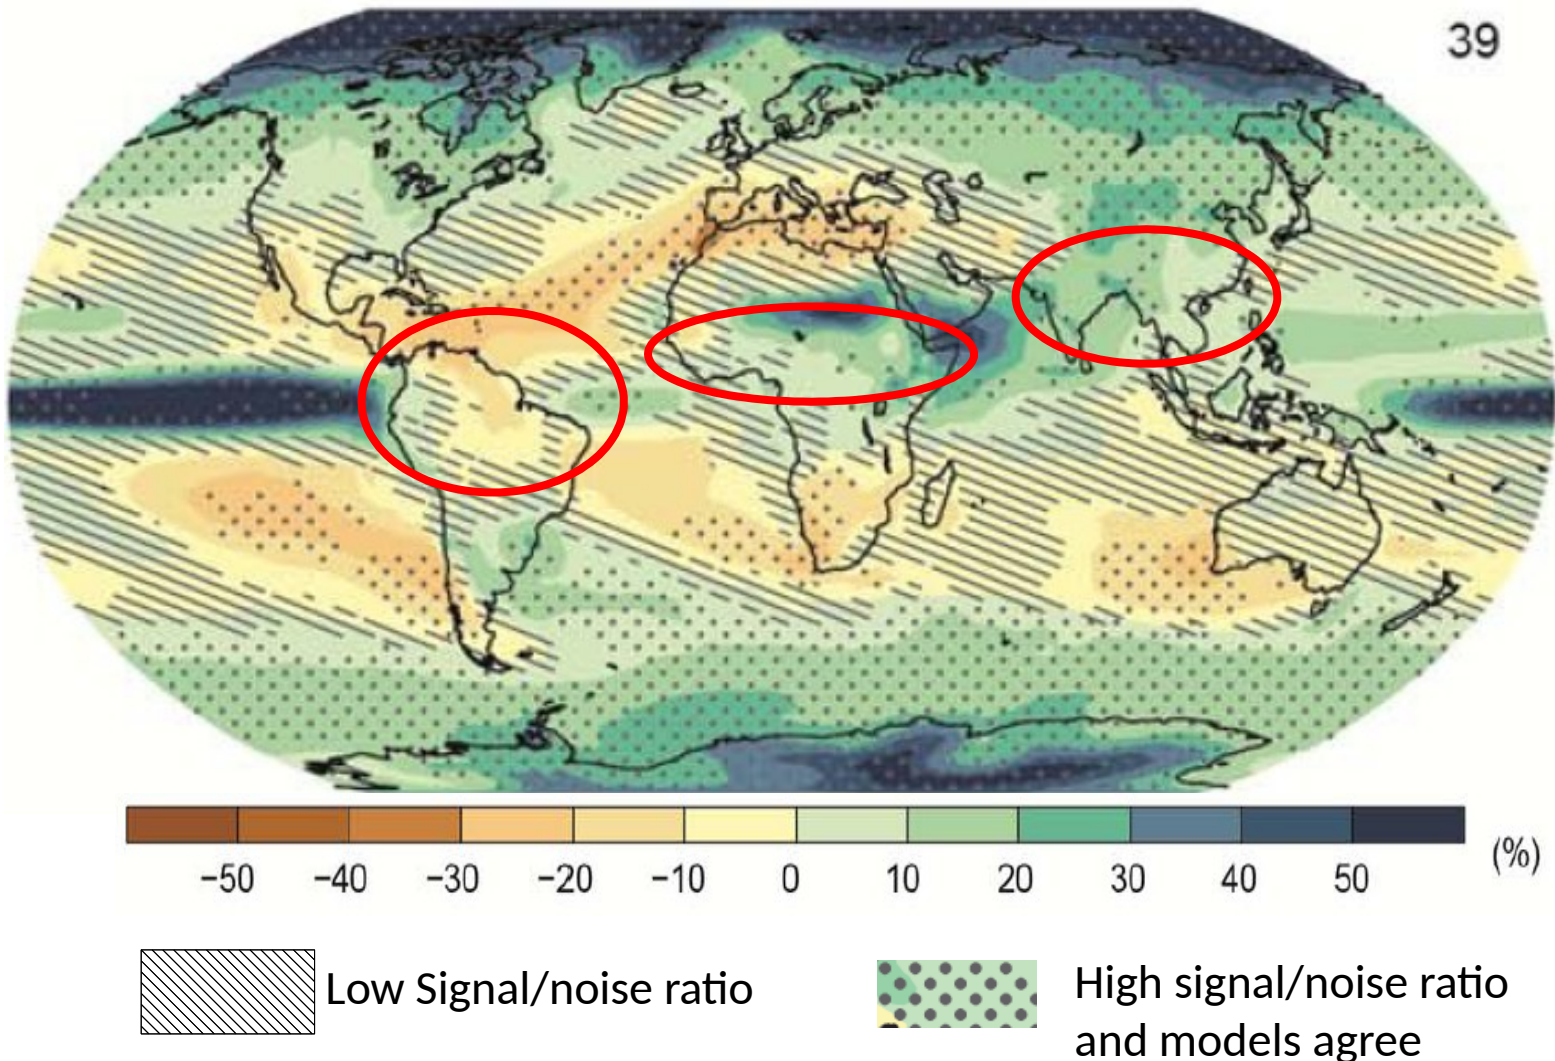 39
−50 −40 −30 −20 −10 0 10 20 30 40 50 (%)
Low Signal/noise ratio
High signal/noise ratio
and models agree